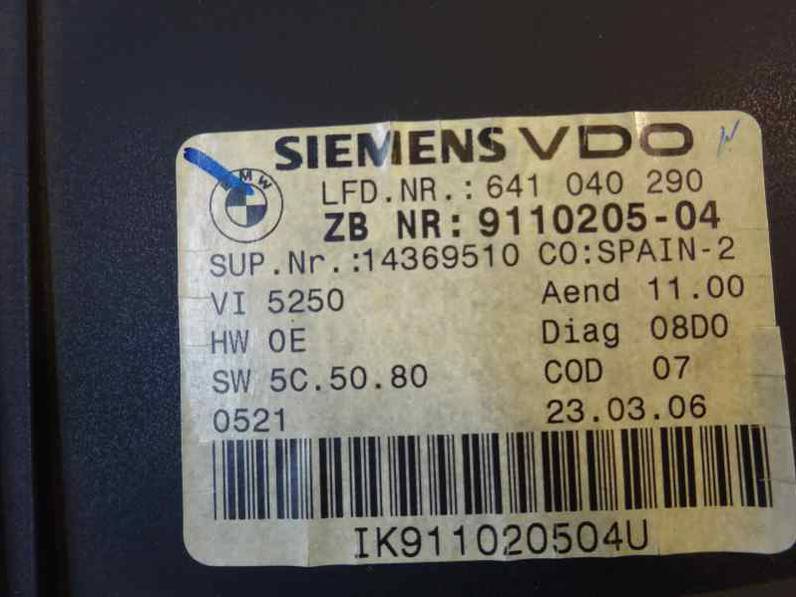 SIEMENS VDO
BMW
LFD.NR.: 641 040 290
ZB NR: 9110205-04
SUP.Nr.:14369510 CO:SPAIN-2
VI 5250 Aend 11.00
HW 0E Diag 08D0
SW 5C.50.80 COD 07
0521 23.03.06
IK911020504U